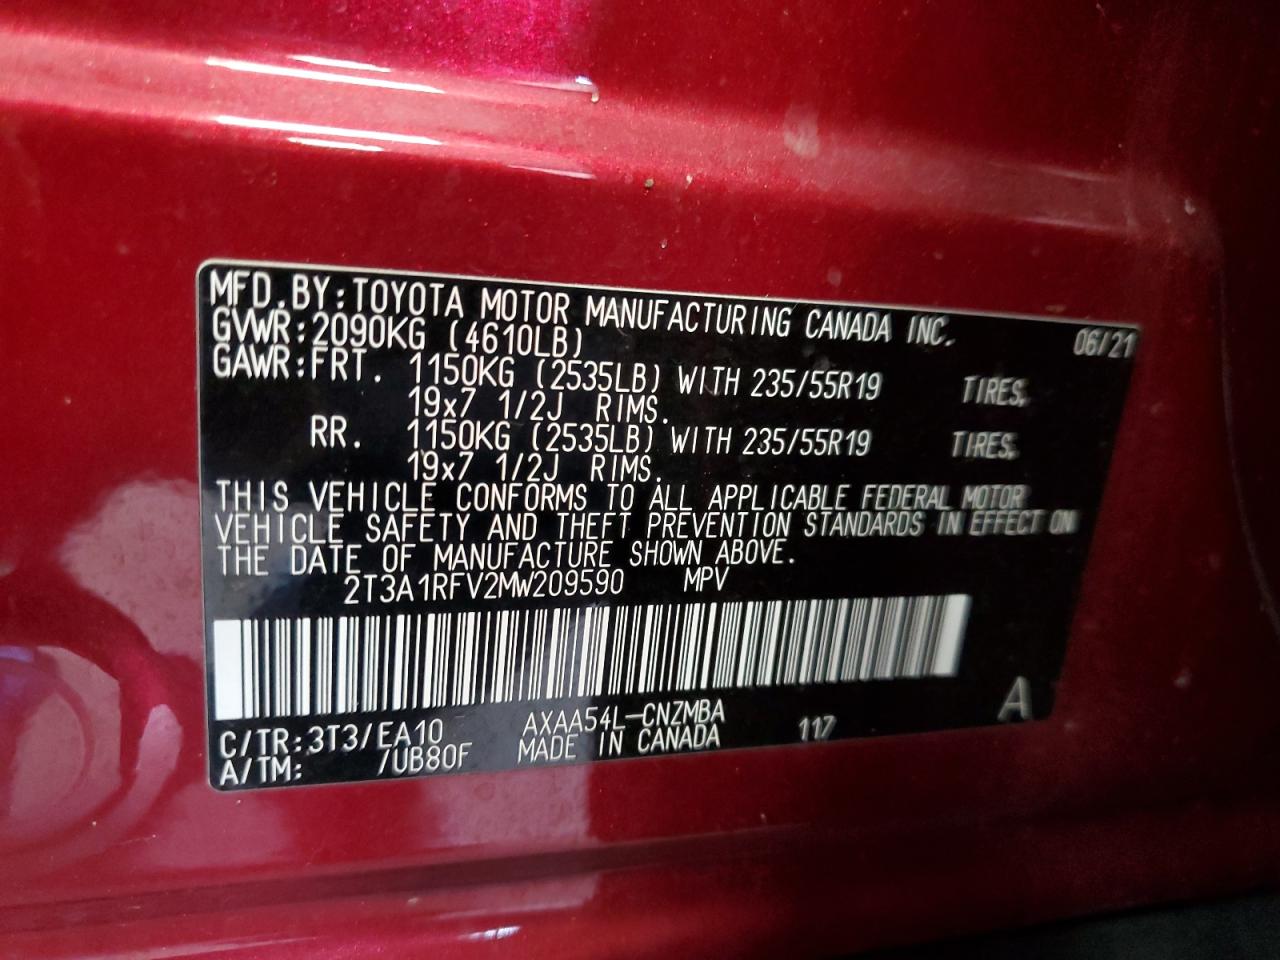 MFD.BY:TOYOTA MOTOR MANUFACTURING CANADA INC. 06/21
GVWR:2090KG (4610LB)
GAWR:FRT. 1150KG (2535LB) WITH 235/55R19 TIRES,
19x7 1/2J RIMS.
RR. 1150KG (2535LB) WITH 235/55R19 TIRES,
19x7 1/2J RIMS.
THIS VEHICLE CONFORMS TO ALL APPLICABLE FEDERAL MOTOR
VEHICLE SAFETY AND THEFT PREVENTION STANDARDS IN EFFECT ON
THE DATE OF MANUFACTURE SHOWN ABOVE.
2T3A1RFV2MW209590 MPV
A
C/TR:3T3/EA10 AXAA54L-CNZMBA 117
A/TM: /UB80F MADE IN CANADA